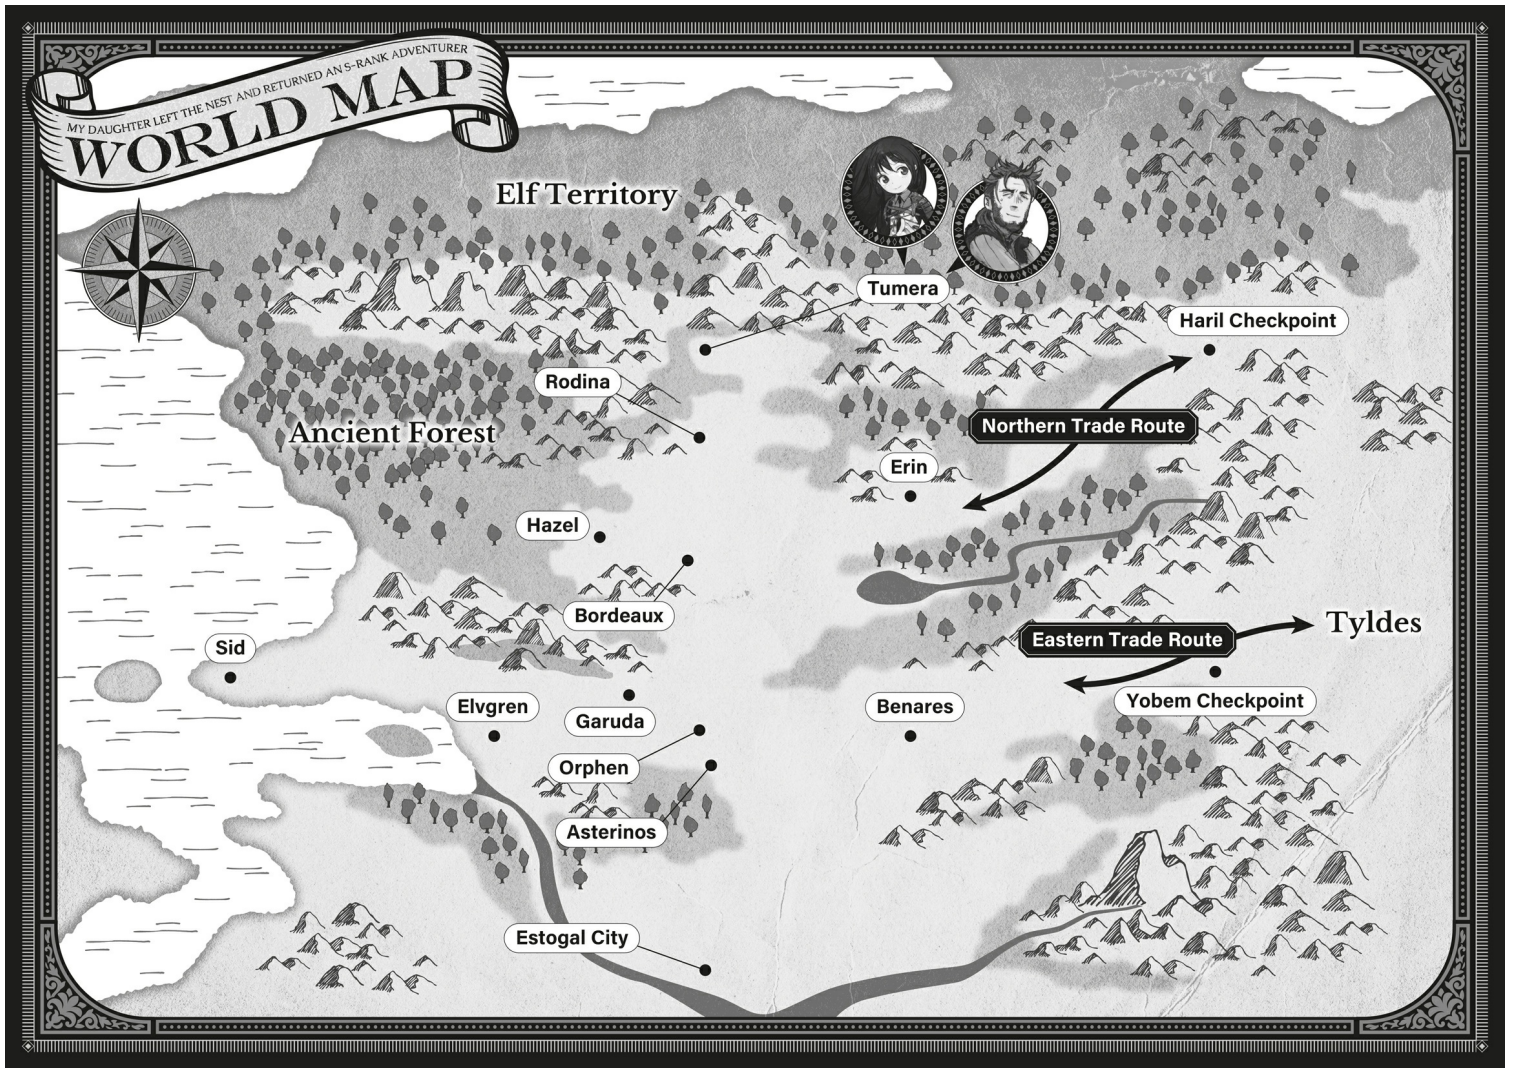 MY DAUGHTER LEFT THE NEST AND RETURNED AN S-RANK ADVENTURER
WORLD MAP
Elf Territory
Tumera
Haril Checkpoint
Rodina
Northern Trade Route
Ancient Forest
Erin
Hazel
Bordeaux
Tyldes
Eastern Trade Route
Sid
Yobem Checkpoint
Elvgren
Benares
Garuda
Orphen
Asterinos
Estogal City